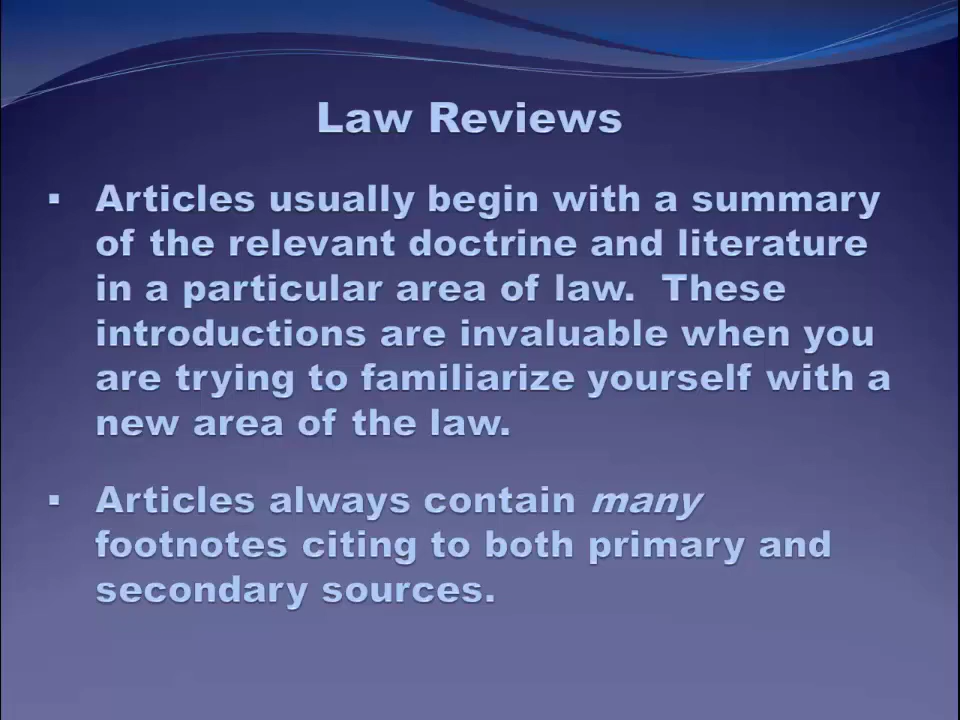 Law Reviews
▪ Articles usually begin with a summary
of the relevant doctrine and literature
in a particular area of law.  These
introductions are invaluable when you
are trying to familiarize yourself with a
new area of the law.
▪ Articles always contain many
footnotes citing to both primary and
secondary sources.